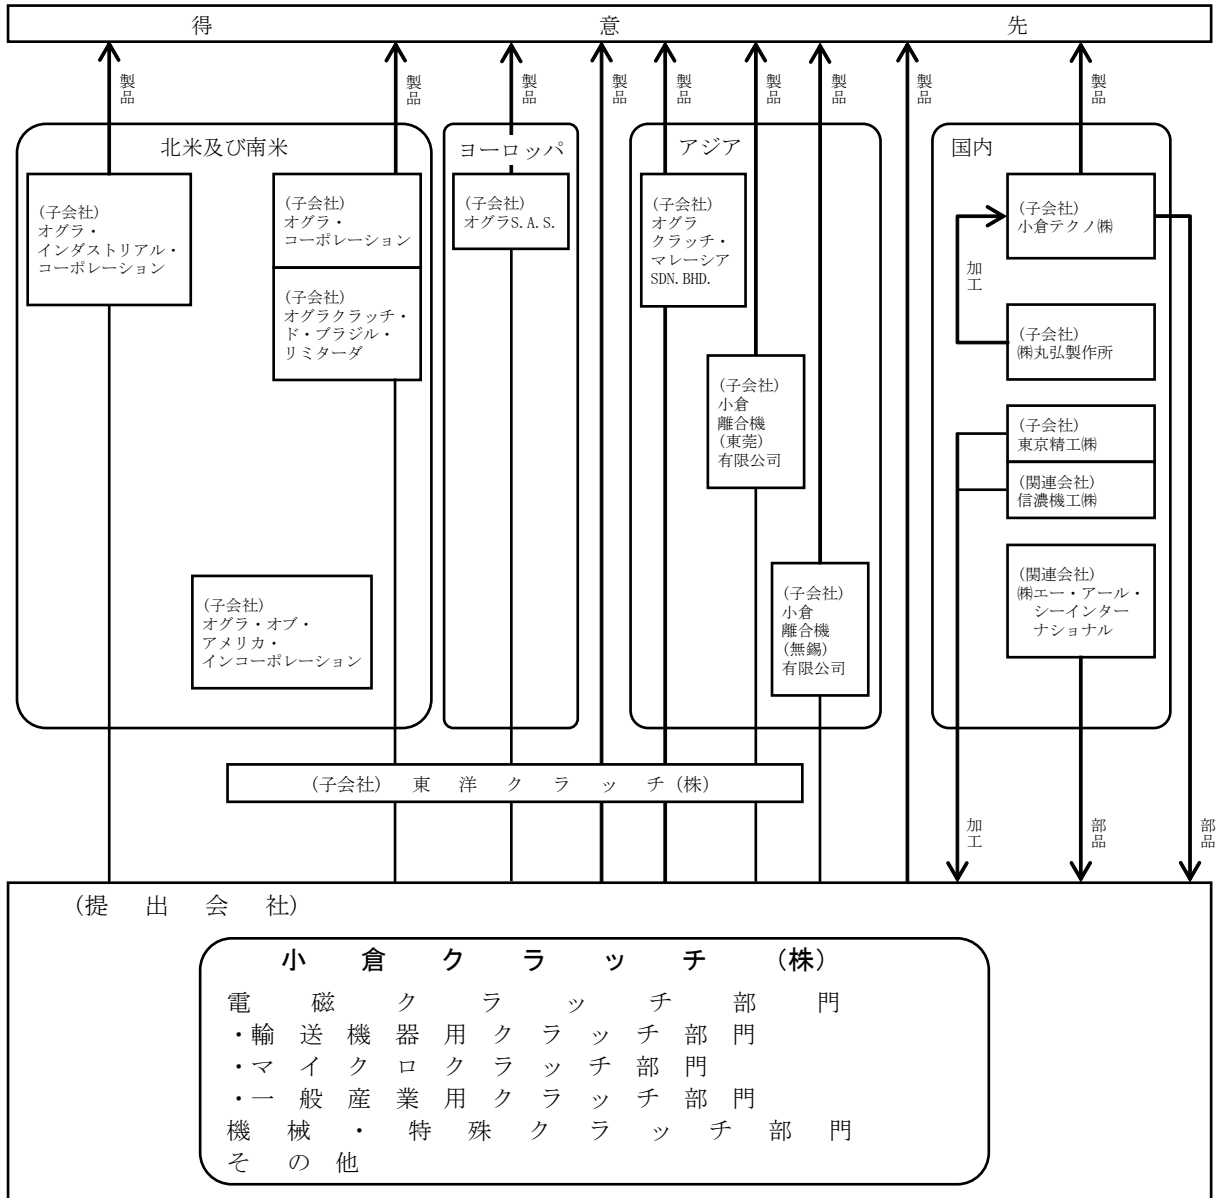 得意先
製品
製品
製品
製品
製品
製品
製品
製品
製品
北米及び南米
ヨーロッパ
アジア
国内
(子会社)
オグラ・
インダストリアル・
コーポレーション
(子会社)
オグラ・
コーポレーション
(子会社)
オグラクラッチ・
ド・ブラジル・
リミターダ
(子会社)
オグラ・オブ・
アメリカ・
インコーポレーション
(子会社)
オグラS.A.S.
(子会社)
オグラ
クラッチ・
マレーシア
SDN.BHD.
(子会社)
小倉
離合機
(東莞)
有限公司
(子会社)
小倉
離合機
(無錫)
有限公司
(子会社)
小倉テクノ㈱
加工
(子会社)
㈱丸弘製作所
(子会社)
東京精工㈱
(関連会社)
信濃機工㈱
(関連会社)
㈱エー・アール・
シーインター
ナショナル
(子会社) 東洋クラッチ(株)
加工
部品
部品
(提出会社)
小倉クラッチ(株)
電磁クラッチ部門
・輸送機器用クラッチ部門
・マイクロクラッチ部門
・一般産業用クラッチ部門
機械・特殊クラッチ部門
その他